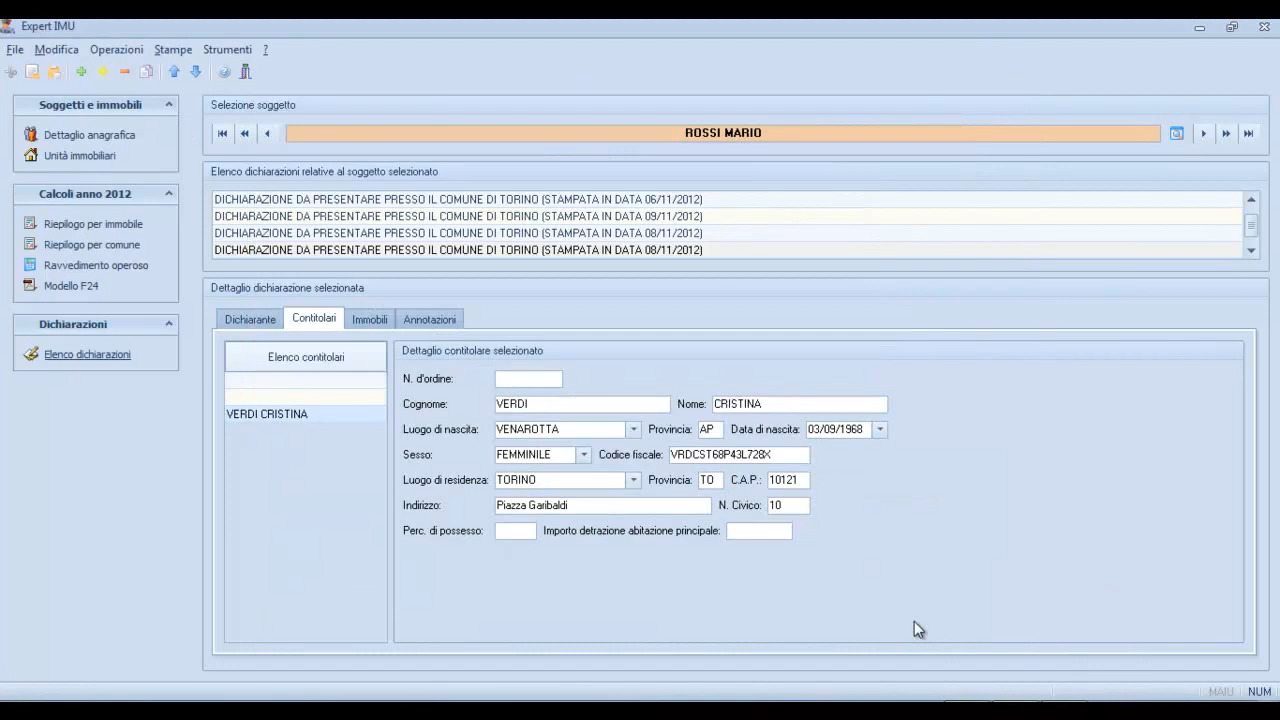 Expert IMU
File Modifica Operazioni Stampe Strumenti ?
Soggetti e immobili
Dettaglio anagrafica
Unità immobiliari
Calcoli anno 2012
Riepilogo per immobile
Riepilogo per comune
Ravvedimento operoso
Modello F24
Dichiarazioni
Elenco dichiarazioni
Selezione soggetto
ROSSI MARIO
Elenco dichiarazioni relative al soggetto selezionato
DICHIARAZIONE DA PRESENTARE PRESSO IL COMUNE DI TORINO (STAMPATA IN DATA 06/11/2012)
DICHIARAZIONE DA PRESENTARE PRESSO IL COMUNE DI TORINO (STAMPATA IN DATA 09/11/2012)
DICHIARAZIONE DA PRESENTARE PRESSO IL COMUNE DI TORINO (STAMPATA IN DATA 08/11/2012)
DICHIARAZIONE DA PRESENTARE PRESSO IL COMUNE DI TORINO (STAMPATA IN DATA 08/11/2012)
Dettaglio dichiarazione selezionata
Dichiarante Contitolari Immobili Annotazioni
Elenco contitolari
VERDI CRISTINA
Dettaglio contitolare selezionato
N. d'ordine:
Cognome: VERDI Nome: CRISTINA
Luogo di nascita: VENAROTTA Provincia: AP Data di nascita: 03/09/1968
Sesso: FEMMINILE Codice fiscale: VRDCST68P43L728X
Luogo di residenza: TORINO Provincia: TO C.A.P.: 10121
Indirizzo: Piazza Garibaldi N. Civico: 10
Perc. di possesso: Importo detrazione abitazione principale:
MAIU NUM